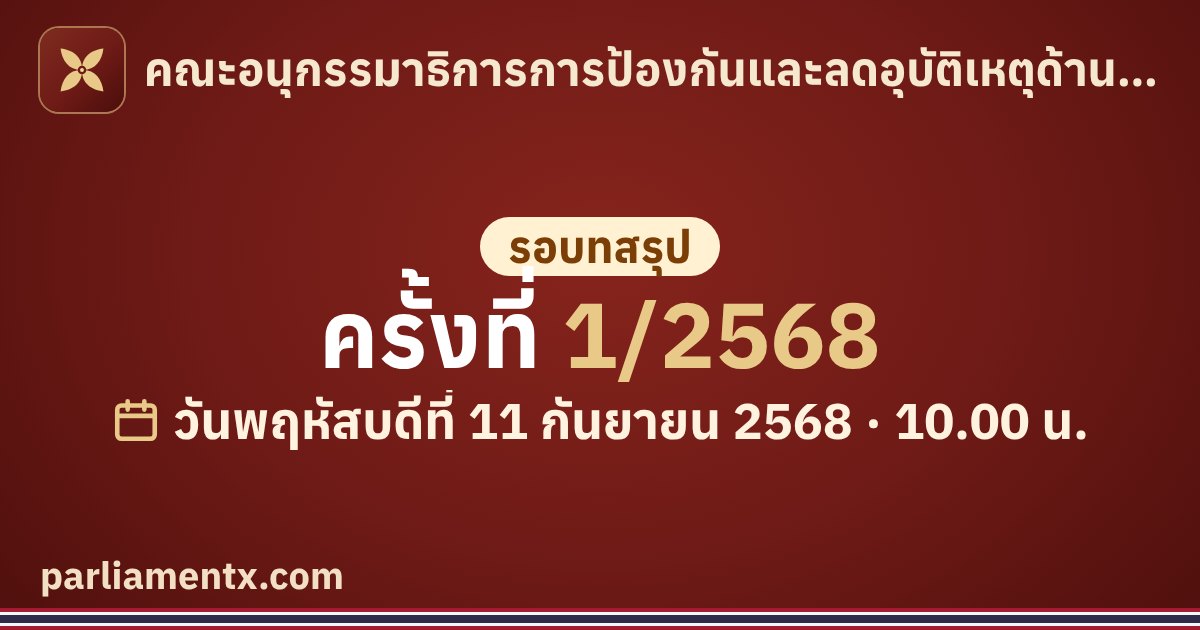 คณะอนุกรรมาธิการการป้องกันและลดอุบัติเหตุด้าน...
รอบทสรุป
ครั้งที่ 1/2568
วันพฤหัสบดีที่ 11 กันยายน 2568 · 10.00 น.
parliamentx.com